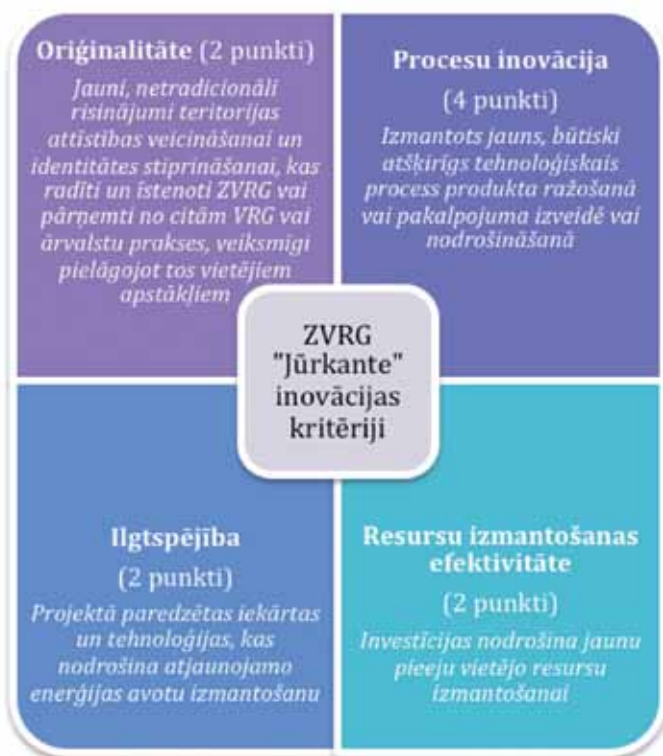 Oriģinalitāte (2 punkti)
Jauni, netradicionāli
risinājumi teritorijas
attīstības veicināšanai un
identitātes stiprināšanai, kas
radīti un īstenoti ZVRG vai
pārņemti no citām VRG vai
ārvalstu prakses, veiksmīgi
pielāgojot tos vietējiem
apstākļiem
Procesu inovācija
(4 punkti)
Izmantots jauns, būtiski
atšķirīgs tehnoloģiskais
process produkta ražošanā
vai pakalpojuma izveidē vai
nodrošināšanā
ZVRG
"Jūrkante"
inovācijas
kritēriji
Ilgtspējība
(2 punkti)
Projektā paredzētas iekārtas
un tehnoloģijas, kas
nodrošina atjaunojamo
enerģijas avotu izmantošanu
Resursu izmantošanas
efektivitāte
(2 punkti)
Investīcijas nodrošina jaunu
pieeju vietējo resursu
izmantošanai